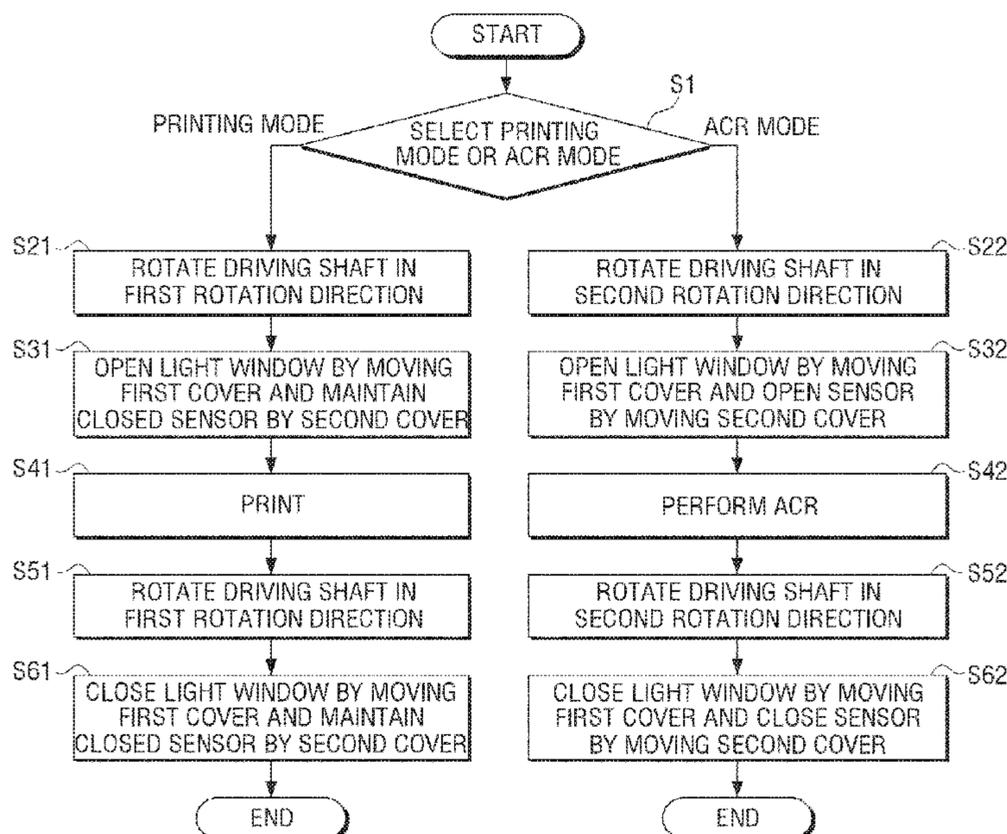 START
S1
PRINTING MODE
SELECT PRINTING
MODE OR ACR MODE
ACR MODE
S21
ROTATE DRIVING SHAFT IN
FIRST ROTATION DIRECTION
S31
OPEN LIGHT WINDOW BY MOVING
FIRST COVER AND MAINTAIN
CLOSED SENSOR BY SECOND COVER
S41
PRINT
S51
ROTATE DRIVING SHAFT IN
FIRST ROTATION DIRECTION
S61
CLOSE LIGHT WINDOW BY MOVING
FIRST COVER AND MAINTAIN
CLOSED SENSOR BY SECOND COVER
END
S22
ROTATE DRIVING SHAFT IN
SECOND ROTATION DIRECTION
S32
OPEN LIGHT WINDOW BY MOVING
FIRST COVER AND OPEN SENSOR
BY MOVING SECOND COVER
S42
PERFORM ACR
S52
ROTATE DRIVING SHAFT IN
SECOND ROTATION DIRECTION
S62
CLOSE LIGHT WINDOW BY MOVING
FIRST COVER AND CLOSE SENSOR
BY MOVING SECOND COVER
END